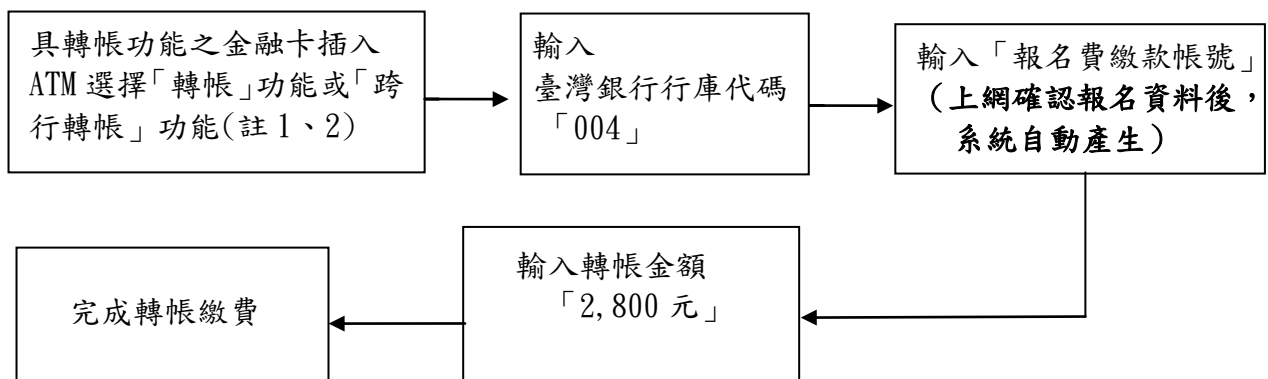 具轉帳功能之金融卡插入
ATM 選擇「轉帳」功能或「跨
行轉帳」功能(註 1、2)
輸入
臺灣銀行行庫代碼
「004」
輸入「報名費繳款帳號」
(上網確認報名資料後，
系統自動產生)
輸入轉帳金額
「2,800 元」
完成轉帳繳費